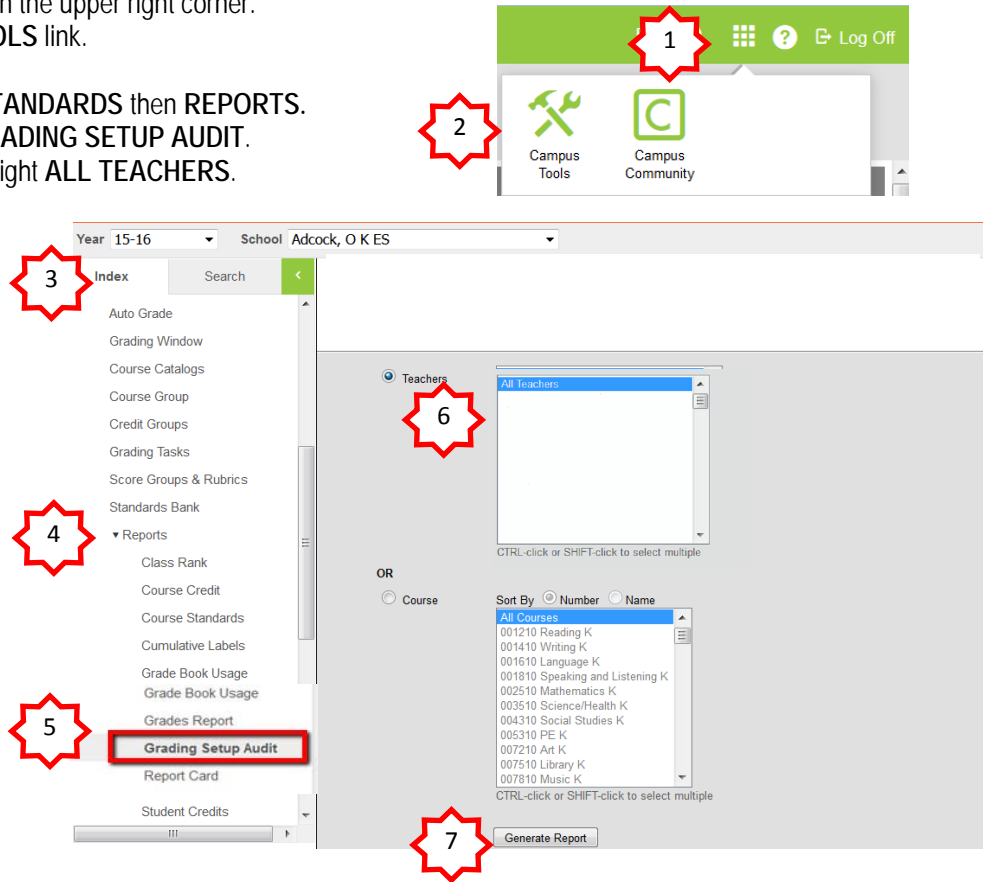 n the upper right corner.
OLS link.
TANDARDS then REPORTS.
ADING SETUP AUDIT.
ight ALL TEACHERS.
1
? Log Off
2
Campus Tools
C
Campus Community
Year 15-16 School Adcock, O K ES
3
Index Search
Auto Grade
Grading Window
Course Catalogs
Course Group
Credit Groups
Grading Tasks
Score Groups & Rubrics
Standards Bank
4
Reports
Class Rank
Course Credit
Course Standards
Cumulative Labels
Grade Book Usage
Grade Book Usage
5
Grades Report
Grading Setup Audit
Report Card
Student Credits
Teachers
All Teachers
6
CTRL-click or SHIFT-click to select multiple
OR
Course
Sort By Number Name
All Courses
001210 Reading K
001410 Writing K
001610 Language K
001810 Speaking and Listening K
002510 Mathematics K
003510 Science/Health K
004310 Social Studies K
005310 PE K
007210 Art K
007510 Library K
007810 Music K
CTRL-click or SHIFT-click to select multiple
7
Generate Report